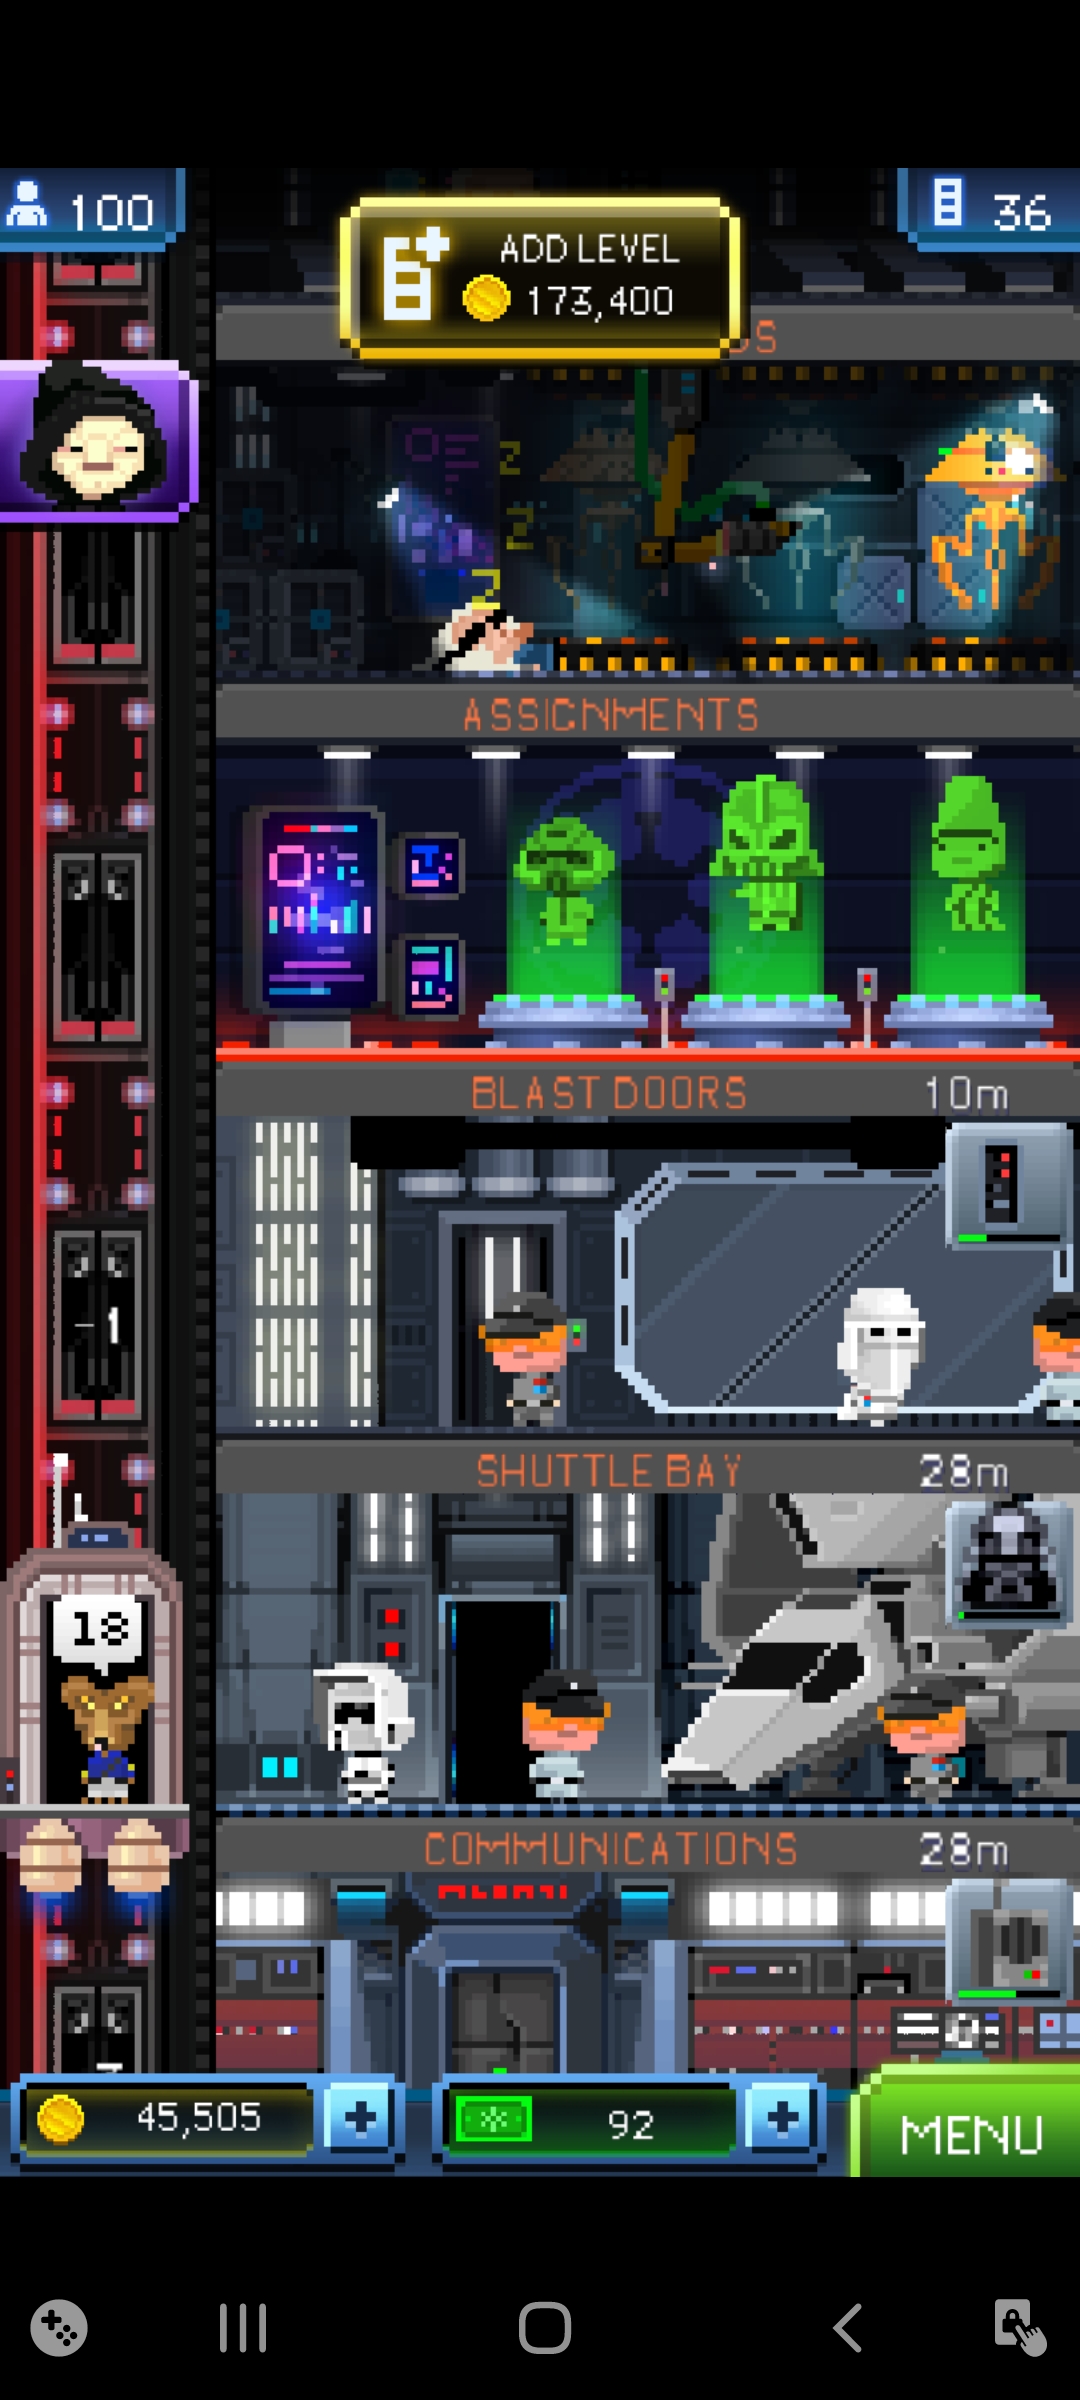 100
ADD LEVEL
173,400
36
Z
Z
Z
ASSIGNMENTS
BLAST DOORS 10m
-1
SHUTTLE BAY 28m
18
COMMUNICATIONS 28m
45,505 +
92 +
MENU